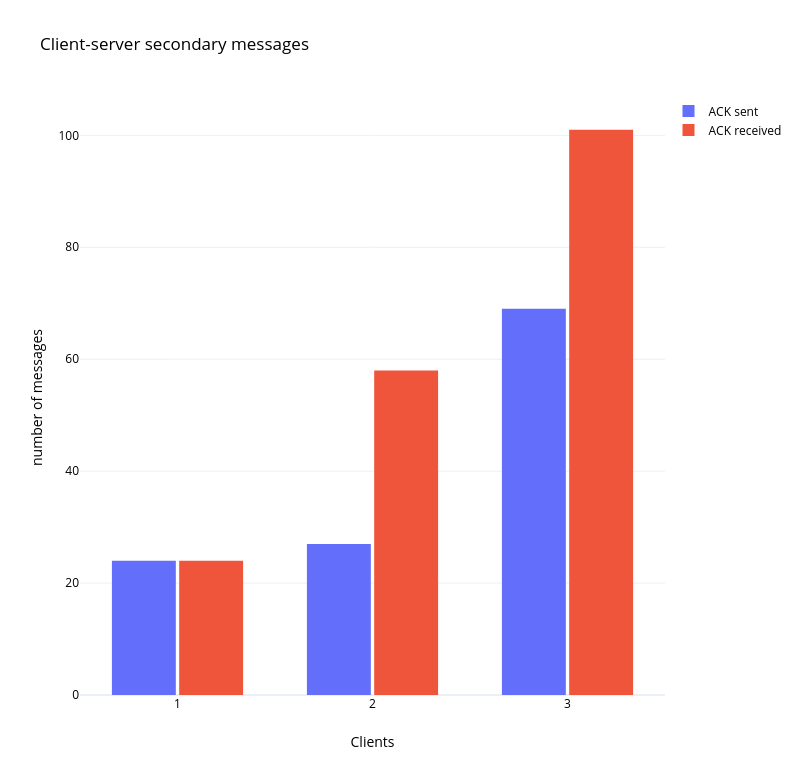 Client-server secondary messages
ACK sent
ACK received
100
80
60
40
20
0
number of messages
1 2 3
Clients